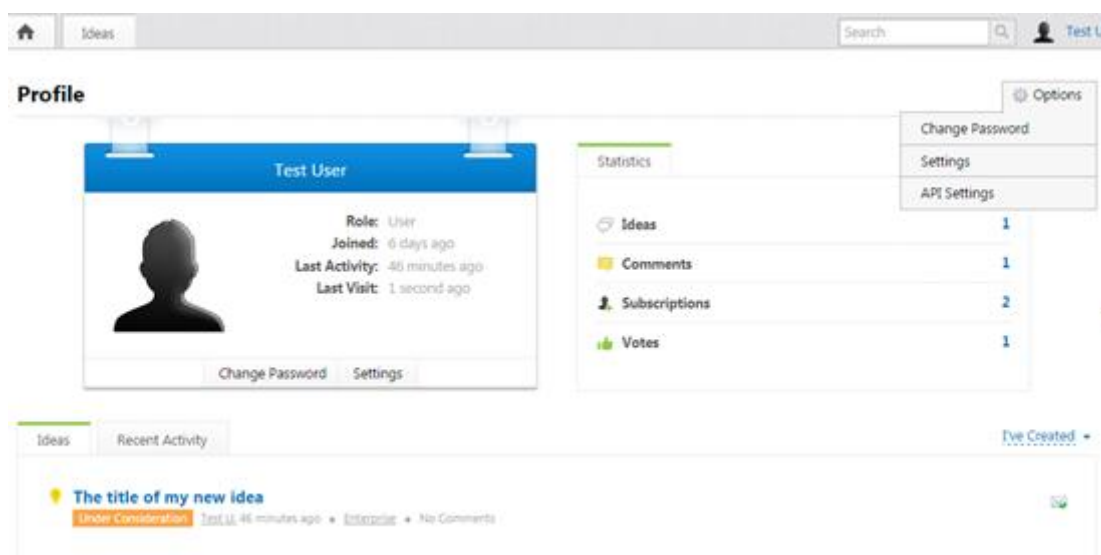 Ideas
Search
Test U
Profile
Options
Change Password
Settings
API Settings
Test User
Role: User
Joined: 6 days ago
Last Activity: 46 minutes ago
Last Visit: 1 second ago
Change Password Settings
Statistics
Ideas 1
Comments 1
Subscriptions 2
Votes 1
Ideas Recent Activity
I've Created
The title of my new idea
Under Consideration Test U. 46 minutes ago • Enterprise • No Comments